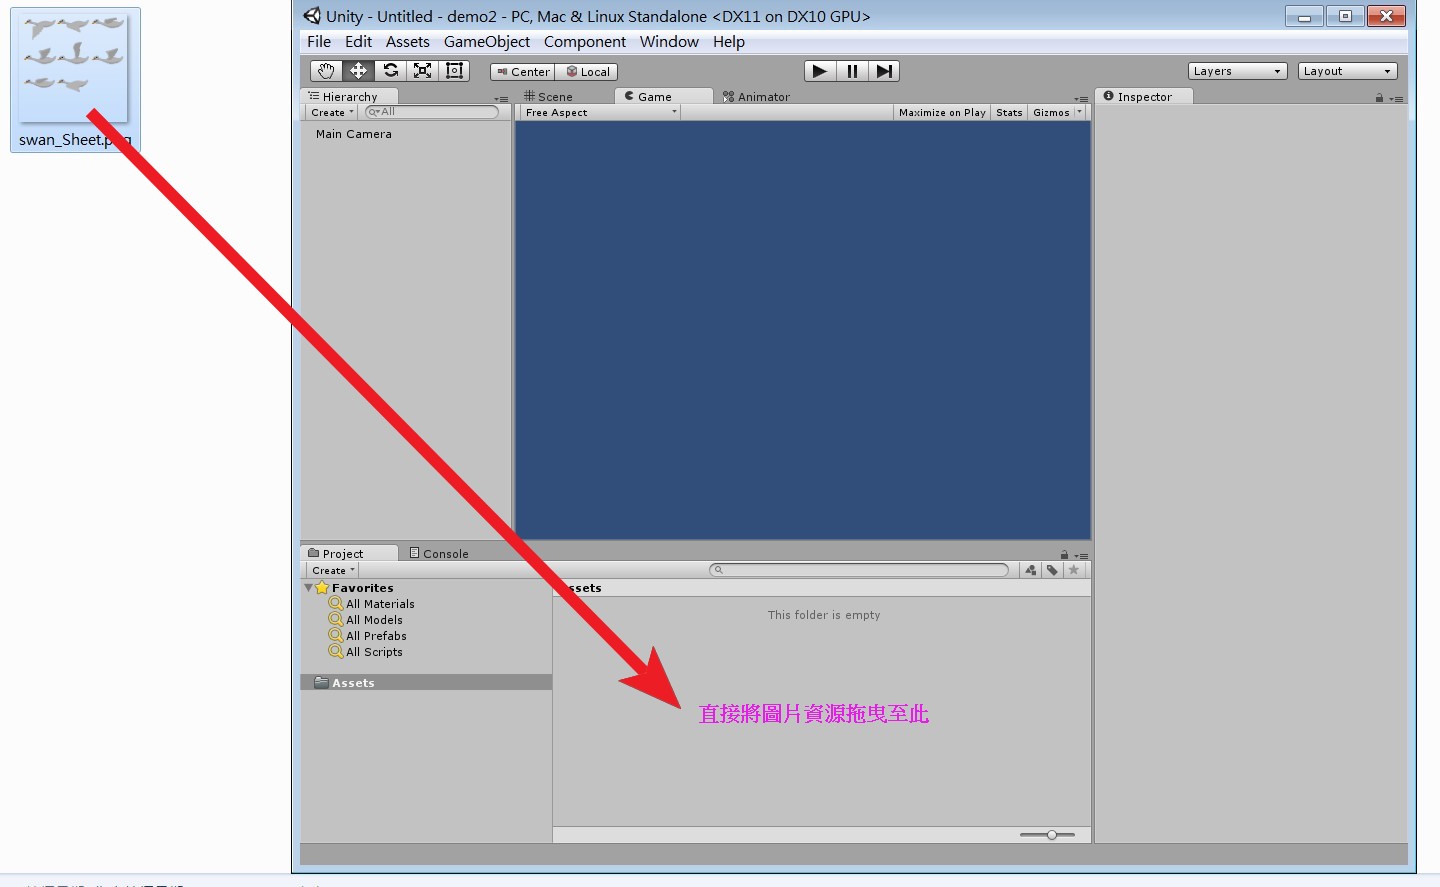 swan_Sheet.png
Unity - Untitled - demo2 - PC, Mac & Linux Standalone <DX11 on DX10 GPU>
File Edit Assets GameObject Component Window Help
Center Local Layers Layout
Hierarchy Scene Game Animator Inspector
Create All Free Aspect Maximize on Play Stats Gizmos
Main Camera
Project Console
Create
Favorites
All Materials
All Models
All Prefabs
All Scripts
Assets
Assets
This folder is empty
直接將圖片資源拖曳至此